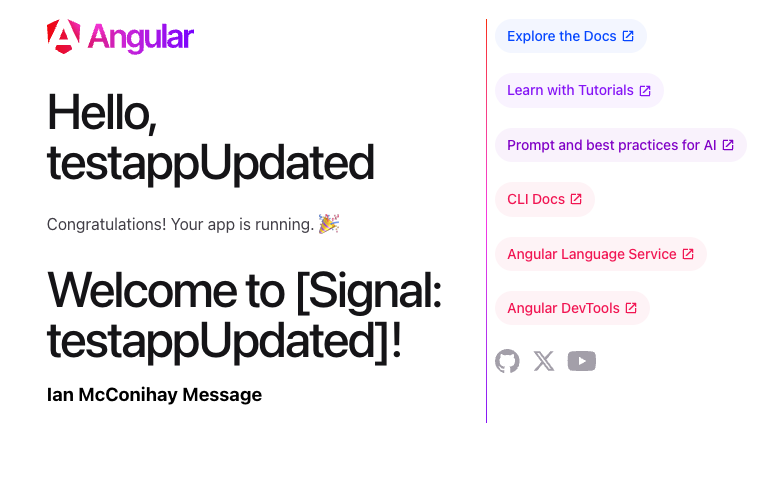 Angular
Hello,
testappUpdated
Congratulations! Your app is running. 🎉
Welcome to [Signal:
testappUpdated]!
Ian McConihay Message
Explore the Docs
Learn with Tutorials
Prompt and best practices for AI
CLI Docs
Angular Language Service
Angular DevTools